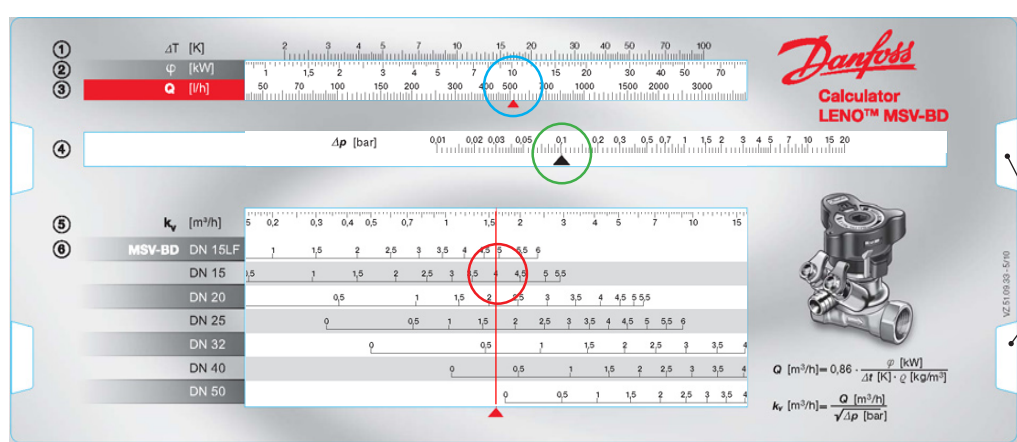 ① ΔT [K] 2 3 4 5 7 10 15 20 30 40 50 70 100
② φ [kW] 1 1,5 2 3 4 5 7 10 15 20 30 40 50 70
③ Q [l/h] 50 70 100 150 200 300 400 500 700 1000 1500 2000 3000
Danfoss
Calculator
LENO™ MSV-BD
④ Δp [bar] 0,01 0,02 0,03 0,05 0,1 0,2 0,3 0,5 0,7 1 1,5 2 3 4 5 7 10 15 20
⑤ kv [m³/h] 5 0,2 0,3 0,4 0,5 0,7 1 1,5 2 3 4 5 7 10 15
⑥ MSV-BD DN 15LF 1 1,5 2 2,5 3 3,5 4 4,5 5 5,5 6
DN 15 0,5 1 1,5 2 2,5 3 3,5 4 4,5 5 5,5
DN 20 0,5 1 1,5 2 2,5 3 3,5 4 4,5 5 5,5
DN 25 0 0,5 1 1,5 2 2,5 3 3,5 4 4,5 5 5,5 6
DN 32 0 0,5 1 1,5 2 2,5 3 3,5 4
DN 40 0 0,5 1 1,5 2 2,5 3 3,5 4
DN 50 0 0,5 1 1,5 2 2,5 3 3,5 4
VZ.51.09.33 - 5/10
Q [m³/h]= 0,86 · φ [kW] / Δt [K] · ϱ [kg/m³]
kv [m³/h]= Q [m³/h] / √Δp [bar]